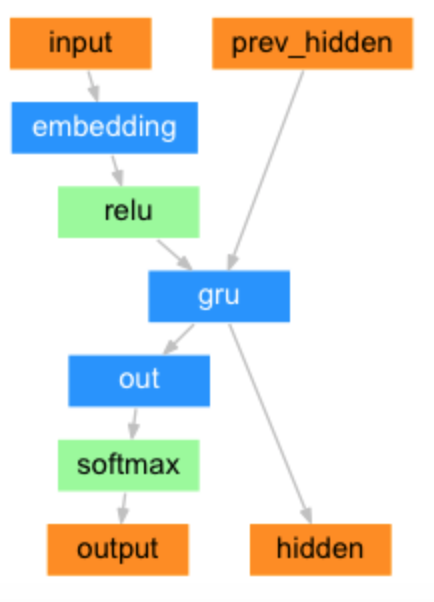 input
prev_hidden
embedding
relu
gru
out
softmax
output
hidden